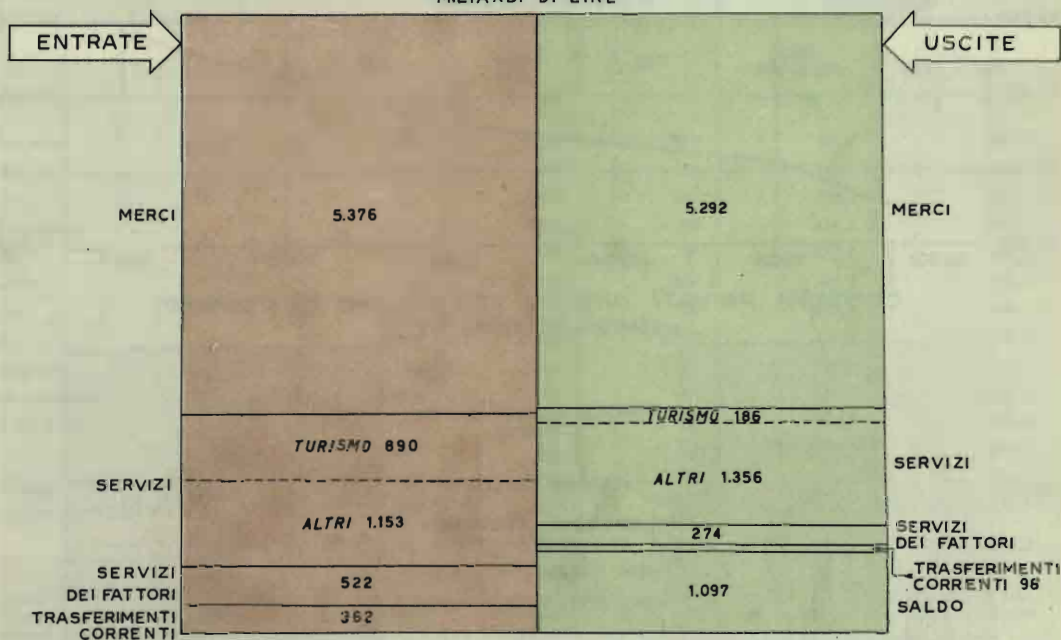 MILIARDI DI LIRE
ENTRATE
USCITE
MERCI
5.376
5.292
MERCI
TURISMO 890
TURISMO 186
SERVIZI
ALTRI 1.153
ALTRI 1.356
SERVIZI
274
SERVIZI
DEI FATTORI
SERVIZI
DEI FATTORI
522
TRASFERIMENTI
CORRENTI 96
1.097
SALDO
TRASFERIMENTI
CORRENTI
362